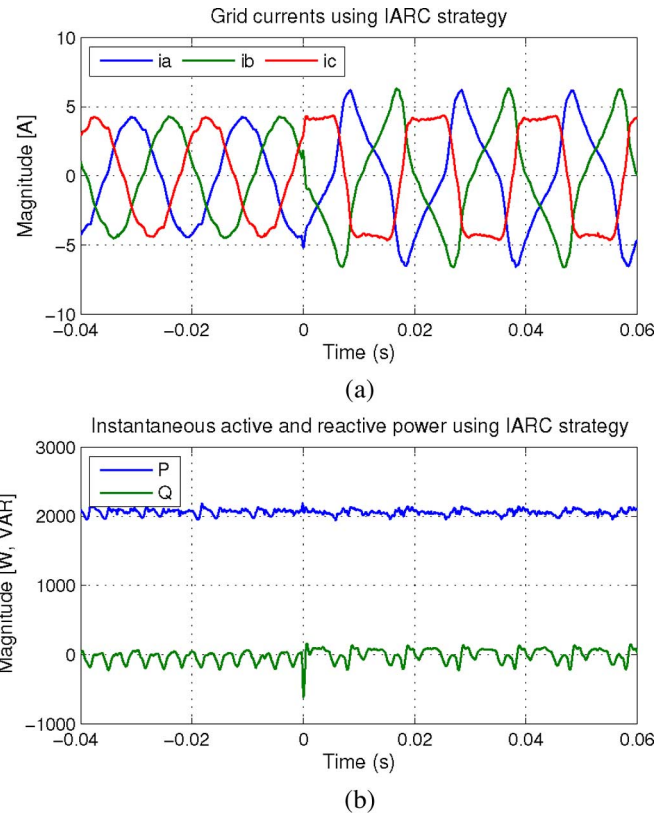 Grid currents using IARC strategy
ia ib ic
Magnitude [A]
10
5
0
−5
−10
−0.04 −0.02 0 0.02 0.04 0.06
Time (s)
(a)
Instantaneous active and reactive power using IARC strategy
P
Q
Magnitude [W, VAR]
3000
2000
1000
0
−1000
−0.04 −0.02 0 0.02 0.04 0.06
Time (s)
(b)